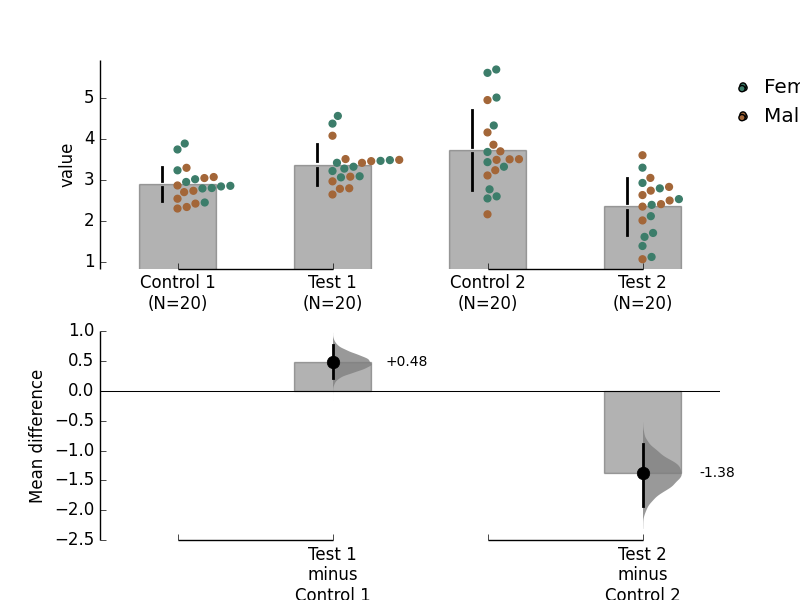 5
4
3
2
1
value
Fem
Mal
Control 1
(N=20)
Test 1
(N=20)
Control 2
(N=20)
Test 2
(N=20)
1.0
0.5
0.0
−0.5
−1.0
−1.5
−2.0
−2.5
Mean difference
+0.48
-1.38
Test 1
minus
Control 1
Test 2
minus
Control 2